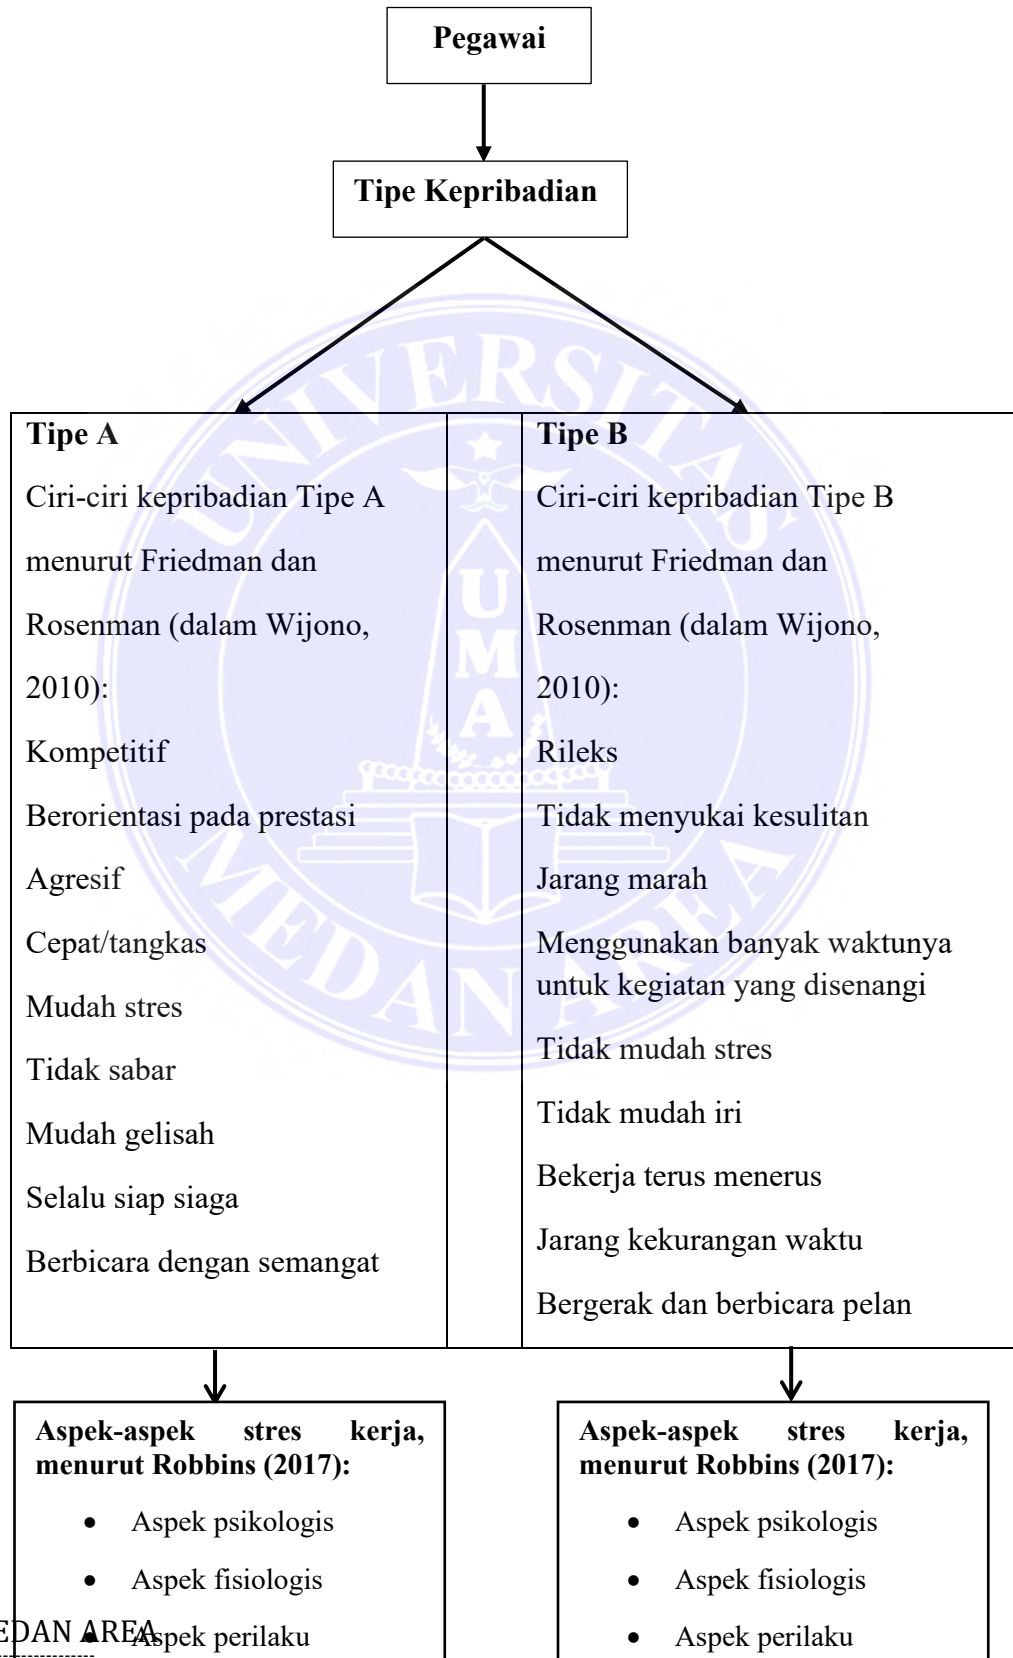 Pegawai
Tipe Kepribadian
Tipe A
Ciri-ciri kepribadian Tipe A
menurut Friedman dan
Rosenman (dalam Wijono,
2010):
Kompetitif
Berorientasi pada prestasi
Agresif
Cepat/tangkas
Mudah stres
Tidak sabar
Mudah gelisah
Selalu siap siaga
Berbicara dengan semangat
Tipe B
Ciri-ciri kepribadian Tipe B
menurut Friedman dan
Rosenman (dalam Wijono,
2010):
Rileks
Tidak menyukai kesulitan
Jarang marah
Menggunakan banyak waktunya
untuk kegiatan yang disenangi
Tidak mudah stres
Tidak mudah iri
Bekerja terus menerus
Jarang kekurangan waktu
Bergerak dan berbicara pelan
UNIVERSITAS
UMA
MEDAN AREA
Aspek-aspek stres kerja,
menurut Robbins (2017):
• Aspek psikologis
• Aspek fisiologis
• Aspek perilaku
Aspek-aspek stres kerja,
menurut Robbins (2017):
• Aspek psikologis
• Aspek fisiologis
• Aspek perilaku
EDAN AREA